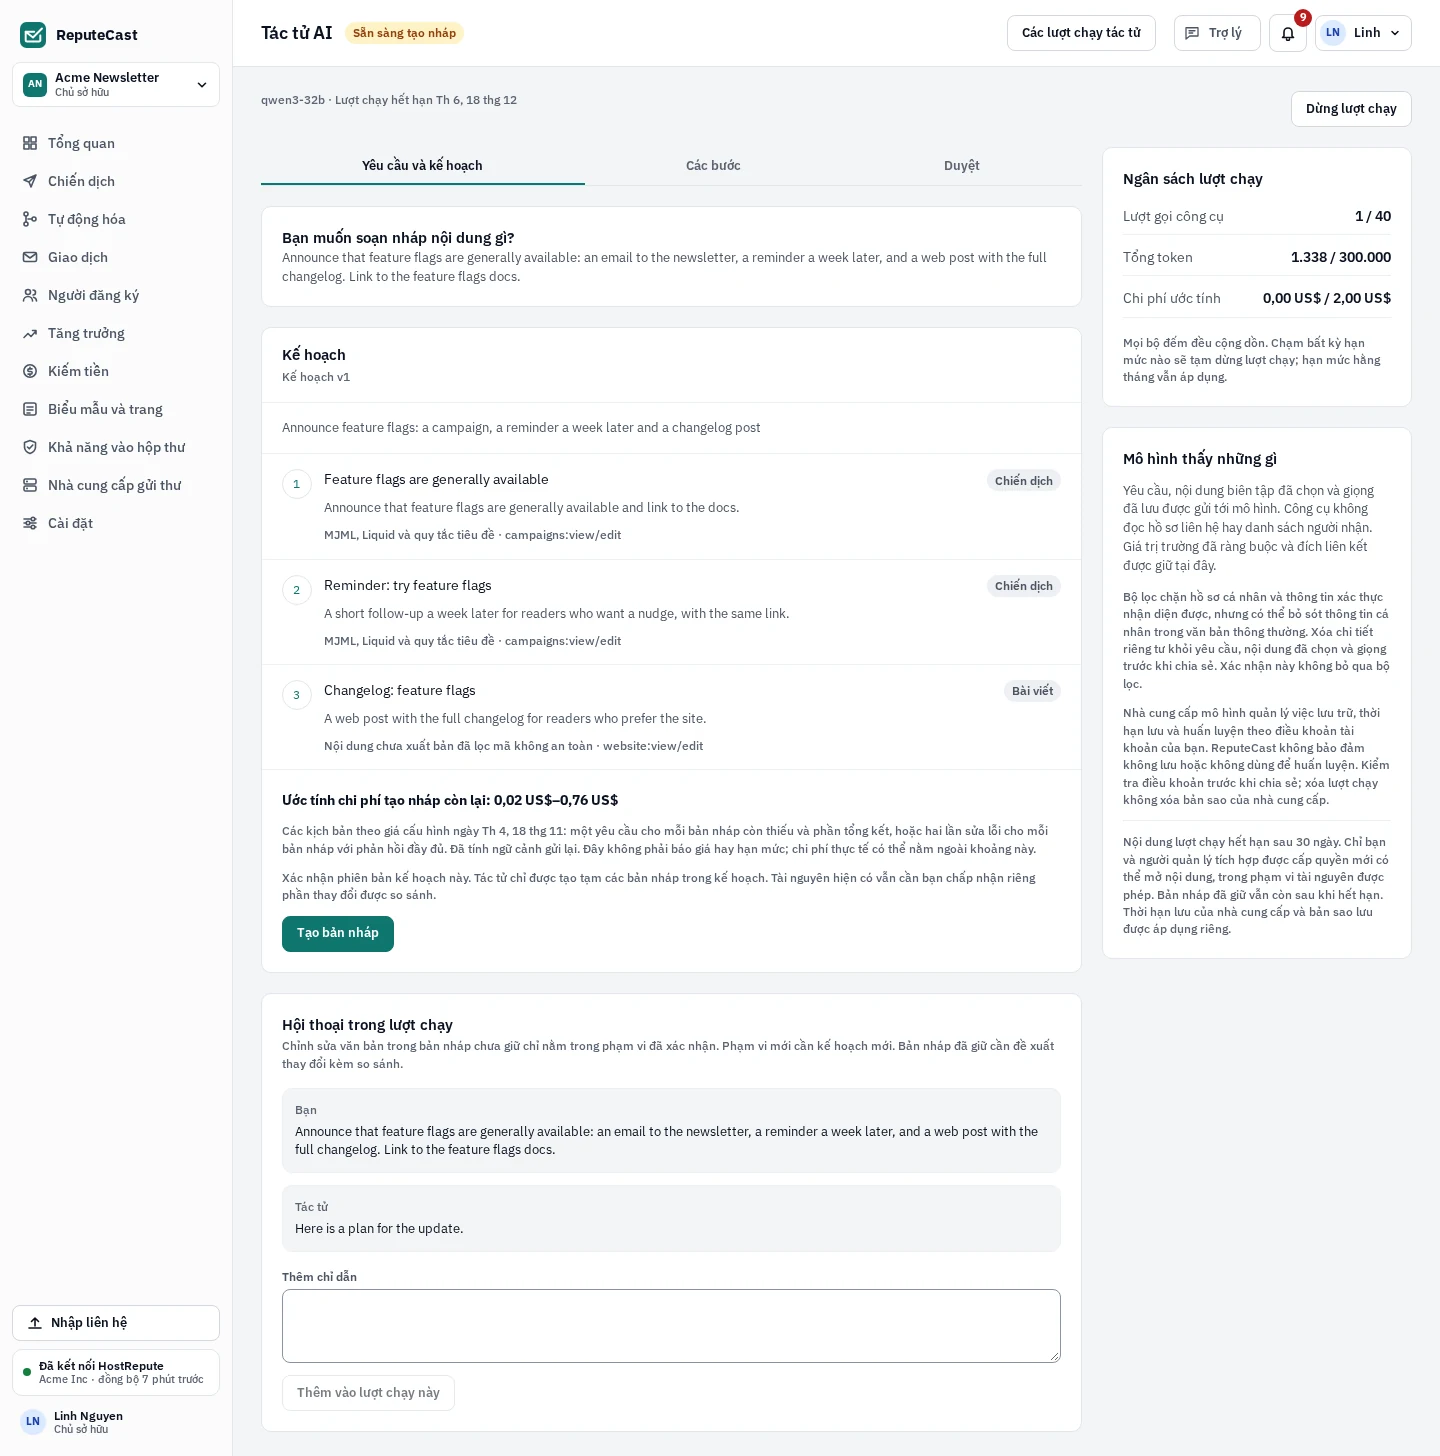 ReputeCast
AN
Acme Newsletter
Chủ sở hữu
Tổng quan
Chiến dịch
Tự động hóa
Giao dịch
Người đăng ký
Tăng trưởng
Kiếm tiền
Biểu mẫu và trang
Khả năng vào hộp thư
Nhà cung cấp gửi thư
Cài đặt
Nhập liên hệ
Đã kết nối HostRepute
Acme Inc · đồng bộ 7 phút trước
LN
Linh Nguyen
Chủ sở hữu
Tác tử AI
Sẵn sàng tạo nháp
Các lượt chạy tác tử
Trợ lý
9
LN
Linh
qwen3-32b · Lượt chạy hết hạn Th 6, 18 thg 12
Dừng lượt chạy
Yêu cầu và kế hoạch
Các bước
Duyệt
Bạn muốn soạn nháp nội dung gì?
Announce that feature flags are generally available: an email to the newsletter, a reminder a week later, and a web post with the full
changelog. Link to the feature flags docs.
Kế hoạch
Kế hoạch v1
Announce feature flags: a campaign, a reminder a week later and a changelog post
1
Feature flags are generally available
Chiến dịch
Announce that feature flags are generally available and link to the docs.
MJML, Liquid và quy tắc tiêu đề · campaigns:view/edit
2
Reminder: try feature flags
Chiến dịch
A short follow-up a week later for readers who want a nudge, with the same link.
MJML, Liquid và quy tắc tiêu đề · campaigns:view/edit
3
Changelog: feature flags
Bài viết
A web post with the full changelog for readers who prefer the site.
Nội dung chưa xuất bản đã lọc mã không an toàn · website:view/edit
Ước tính chi phí tạo nháp còn lại: 0,02 US$–0,76 US$
Các kịch bản theo giá cấu hình ngày Th 4, 18 thg 11: một yêu cầu cho mỗi bản nháp còn thiếu và phần tổng kết, hoặc hai lần sửa lỗi cho mỗi
bản nháp với phản hồi đầy đủ. Đã tính ngữ cảnh gửi lại. Đây không phải báo giá hay hạn mức; chi phí thực tế có thể nằm ngoài khoảng này.
Xác nhận phiên bản kế hoạch này. Tác tử chỉ được tạo tạm các bản nháp trong kế hoạch. Tài nguyên hiện có vẫn cần bạn chấp nhận riêng
phần thay đổi được so sánh.
Tạo bản nháp
Hội thoại trong lượt chạy
Chỉnh sửa văn bản trong bản nháp chưa giữ chỉ nằm trong phạm vi đã xác nhận. Phạm vi mới cần kế hoạch mới. Bản nháp đã giữ cần đề xuất
thay đổi kèm so sánh.
Bạn
Announce that feature flags are generally available: an email to the newsletter, a reminder a week later, and a web post with the
full changelog. Link to the feature flags docs.
Tác tử
Here is a plan for the update.
Thêm chỉ dẫn
Thêm vào lượt chạy này
Ngân sách lượt chạy
Lượt gọi công cụ
1 / 40
Tổng token
1.338 / 300.000
Chi phí ước tính
0,00 US$ / 2,00 US$
Mọi bộ đếm đều cộng dồn. Chạm bất kỳ hạn
mức nào sẽ tạm dừng lượt chạy; hạn mức hằng
tháng vẫn áp dụng.
Mô hình thấy những gì
Yêu cầu, nội dung biên tập đã chọn và giọng
đã lưu được gửi tới mô hình. Công cụ không
đọc hồ sơ liên hệ hay danh sách người nhận.
Giá trị trường đã ràng buộc và đích liên kết
được giữ tại đây.
Bộ lọc chặn hồ sơ cá nhân và thông tin xác thực
nhận diện được, nhưng có thể bỏ sót thông tin cá
nhân trong văn bản thông thường. Xóa chi tiết
riêng tư khỏi yêu cầu, nội dung đã chọn và giọng
trước khi chia sẻ. Xác nhận này không bỏ qua bộ
lọc.
Nhà cung cấp mô hình quản lý việc lưu trữ, thời
hạn lưu và huấn luyện theo điều khoản tài
khoản của bạn. ReputeCast không bảo đảm
không lưu hoặc không dùng để huấn luyện. Kiểm
tra điều khoản trước khi chia sẻ; xóa lượt chạy
không xóa bản sao của nhà cung cấp.
Nội dung lượt chạy hết hạn sau 30 ngày. Chỉ bạn
và người quản lý tích hợp được cấp quyền mới có
thể mở nội dung, trong phạm vi tài nguyên được
phép. Bản nháp đã giữ vẫn còn sau khi hết hạn.
Thời hạn lưu của nhà cung cấp và bản sao lưu
được áp dụng riêng.